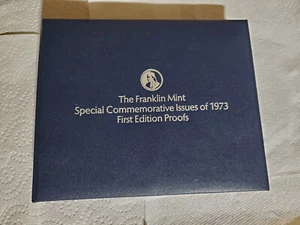 The Franklin Mint
Special Commemorative Issues of 1973
First Edition Proofs